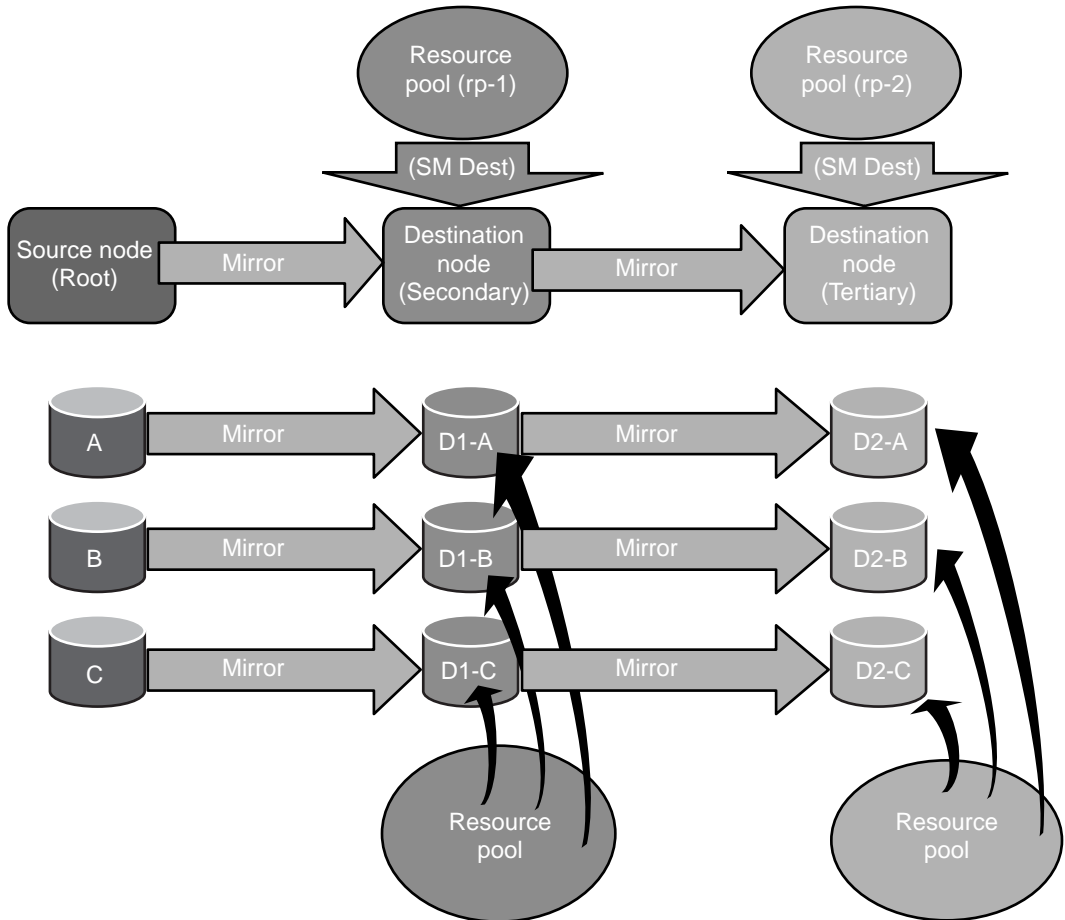 Resource
pool (rp-1)
Resource
pool (rp-2)
(SM Dest)
(SM Dest)
Source node
(Root)
Mirror
Destination
node
(Secondary)
Mirror
Destination
node
(Tertiary)
A
Mirror
D1-A
Mirror
D2-A
B
Mirror
D1-B
Mirror
D2-B
C
Mirror
D1-C
Mirror
D2-C
Resource
pool
Resource
pool